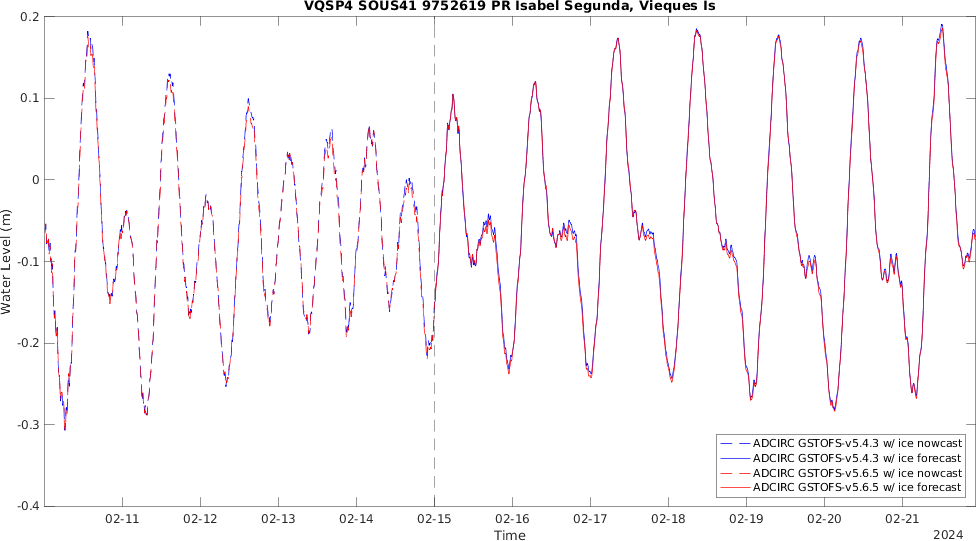 VQSP4 SOUS41 9752619 PR Isabel Segunda, Vieques Is
Water Level (m)
0.2
0.1
0
-0.1
-0.2
-0.3
-0.4
ADCIRC GSTOFS-v5.4.3 w/ ice nowcast
ADCIRC GSTOFS-v5.4.3 w/ ice forecast
ADCIRC GSTOFS-v5.6.5 w/ ice nowcast
ADCIRC GSTOFS-v5.6.5 w/ ice forecast
02-11 02-12 02-13 02-14 02-15 02-16 02-17 02-18 02-19 02-20 02-21
Time
2024